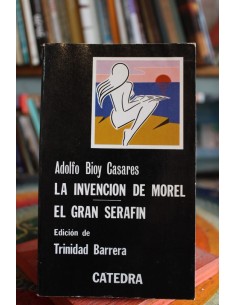 Adolfo Bioy Casares
LA INVENCION DE MOREL
EL GRAN SERAFIN
Edición de
Trinidad Barrera
CATEDRA